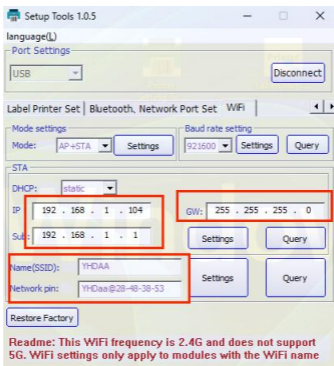 Setup Tools 1.0.5
language(L)
Port Settings
USB
Disconnect
Label Printer Set | Bluetooth、Network Port Set WiFi
Mode settings
Mode: AP+STA Settings
Baud rate setting
921600 Settings Query
STA
DHCP: static
IP 192 . 168 . 1 . 104
GW: 255 . 255 . 255 . 0
Sub: 192 . 168 . 1 . 1
Settings Query
Name(SSID): YHDAA
Network pin: YHDaa@28-48-38-53
Settings Query
Restore Factory
Readme: This WiFi frequency is 2.4G and does not support
5G. WiFi settings only apply to modules with the WiFi name